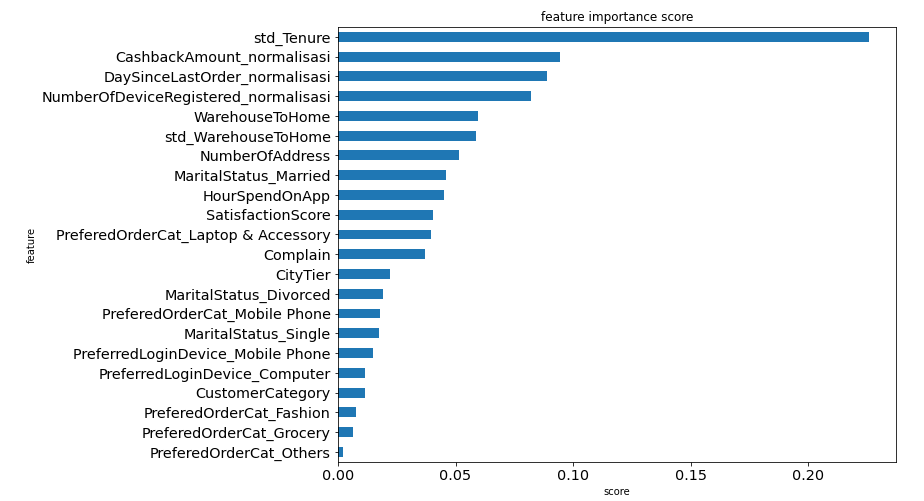 feature importance score
std_Tenure
CashbackAmount_normalisasi
DaySinceLastOrder_normalisasi
NumberOfDeviceRegistered_normalisasi
WarehouseToHome
std_WarehouseToHome
NumberOfAddress
MaritalStatus_Married
HourSpendOnApp
SatisfactionScore
PreferedOrderCat_Laptop & Accessory
Complain
CityTier
MaritalStatus_Divorced
PreferedOrderCat_Mobile Phone
MaritalStatus_Single
PreferredLoginDevice_Mobile Phone
PreferredLoginDevice_Computer
CustomerCategory
PreferedOrderCat_Fashion
PreferedOrderCat_Grocery
PreferedOrderCat_Others
feature
0.00 0.05 0.10 0.15 0.20
score